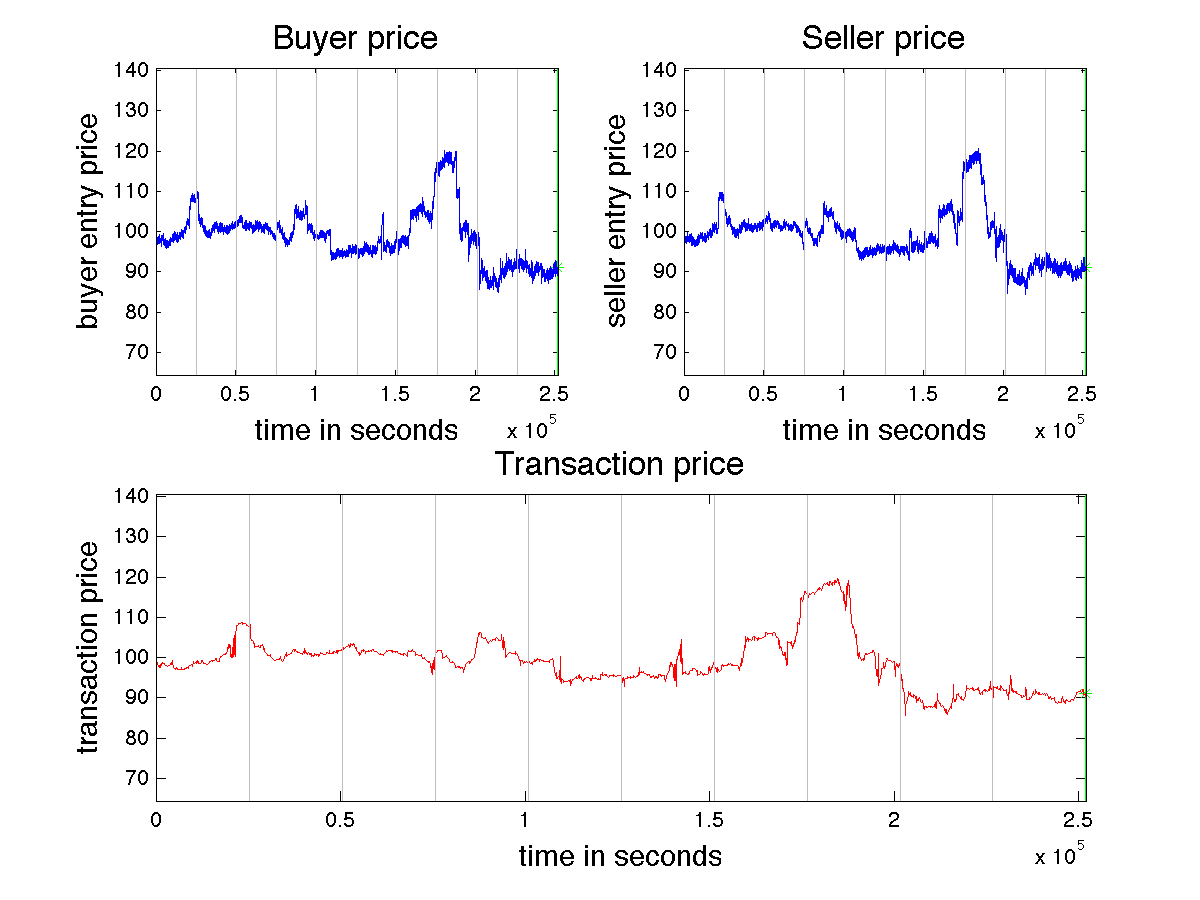 Buyer price
buyer entry price
140
130
120
110
100
90
80
70
0 0.5 1 1.5 2 2.5
time in seconds
x 10^5
Seller price
seller entry price
140
130
120
110
100
90
80
70
0 0.5 1 1.5 2 2.5
time in seconds
x 10^5
Transaction price
transaction price
140
130
120
110
100
90
80
70
0 0.5 1 1.5 2 2.5
time in seconds
x 10^5